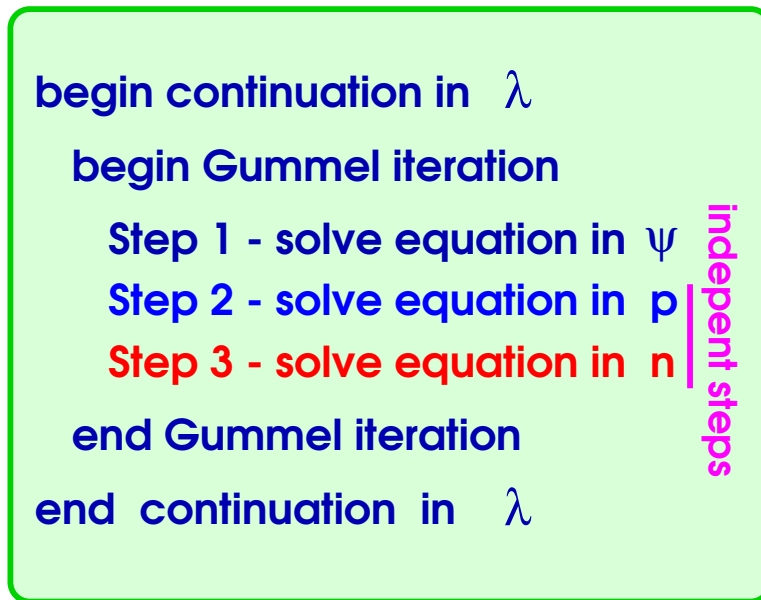 begin continuation in λ
begin Gummel iteration
Step 1 - solve equation in ψ
Step 2 - solve equation in p
Step 3 - solve equation in n
end Gummel iteration
end continuation in λ
indepent steps